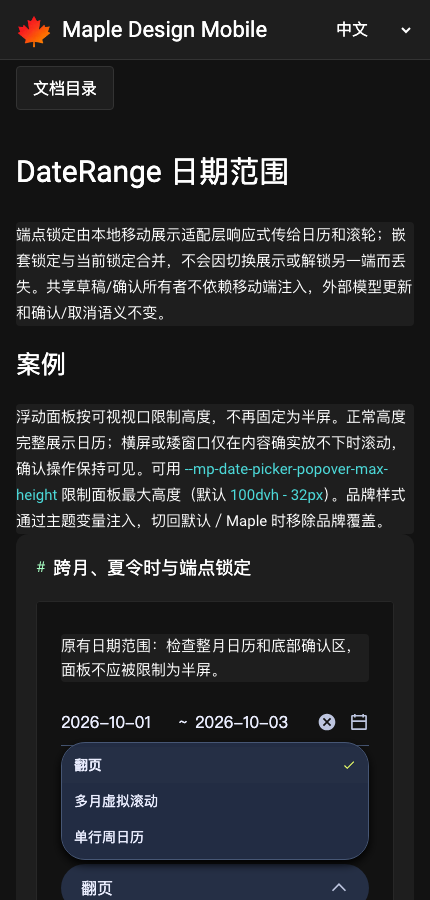 Maple Design Mobile
中文
文档目录
DateRange 日期范围
端点锁定由本地移动展示适配层响应式传给日历和滚轮；嵌
套锁定与当前锁定合并，不会因切换展示或解锁另一端而丢
失。共享草稿/确认所有者不依赖移动端注入，外部模型更新
和确认/取消语义不变。
案例
浮动面板按可视视口限制高度，不再固定为半屏。正常高度
完整展示日历；横屏或矮窗口仅在内容确实放不下时滚动，
确认操作保持可见。可用 --mp-date-picker-popover-max-
height 限制面板最大高度（默认 100dvh - 32px）。品牌样式
通过主题变量注入，切回默认 / Maple 时移除品牌覆盖。
# 跨月、夏令时与端点锁定
原有日期范围：检查整月日历和底部确认区，
面板不应被限制为半屏。
2026-10-01 ~ 2026-10-03
翻页
多月虚拟滚动
单行周日历
翻页